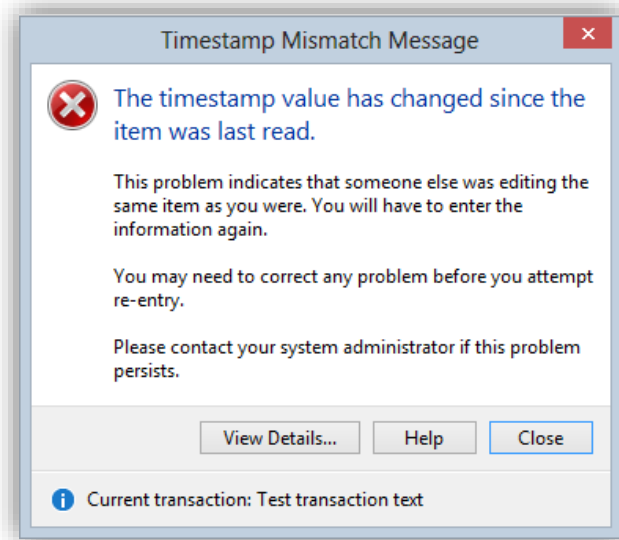 Timestamp Mismatch Message
The timestamp value has changed since the
item was last read.
This problem indicates that someone else was editing the
same item as you were. You will have to enter the
information again.
You may need to correct any problem before you attempt
re-entry.
Please contact your system administrator if this problem
persists.
View Details... Help Close
Current transaction: Test transaction text